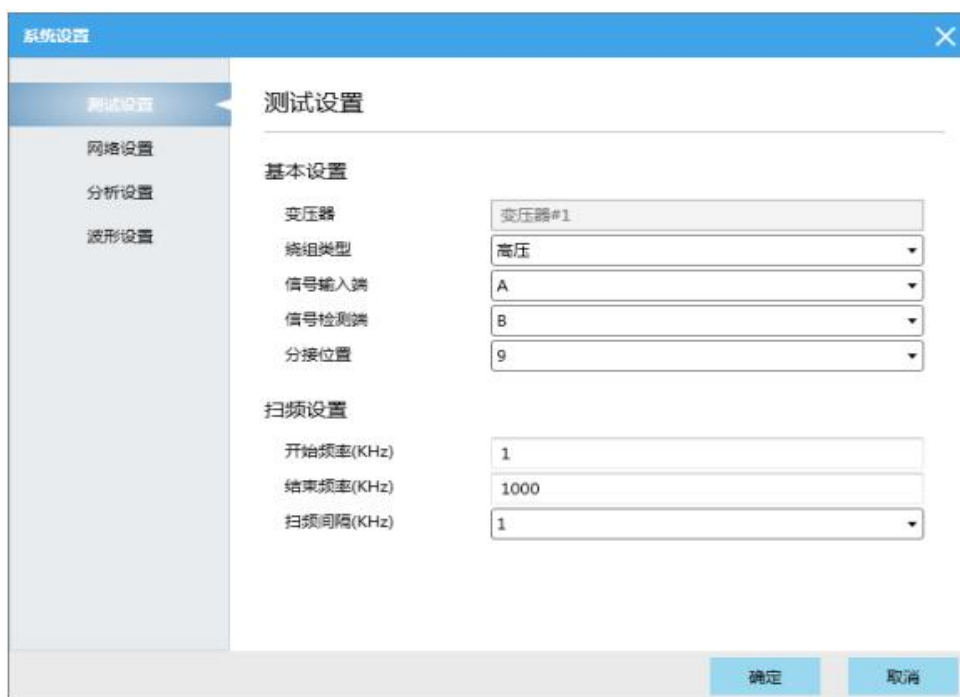 系统设置
测试设置
网络设置
分析设置
波形设置
测试设置
基本设置
变压器 变压器#1
绕组类型 高压
信号输入端 A
信号检测端 B
分接位置 9
扫频设置
开始频率(KHz) 1
结束频率(KHz) 1000
扫频间隔(KHz) 1
确定 取消